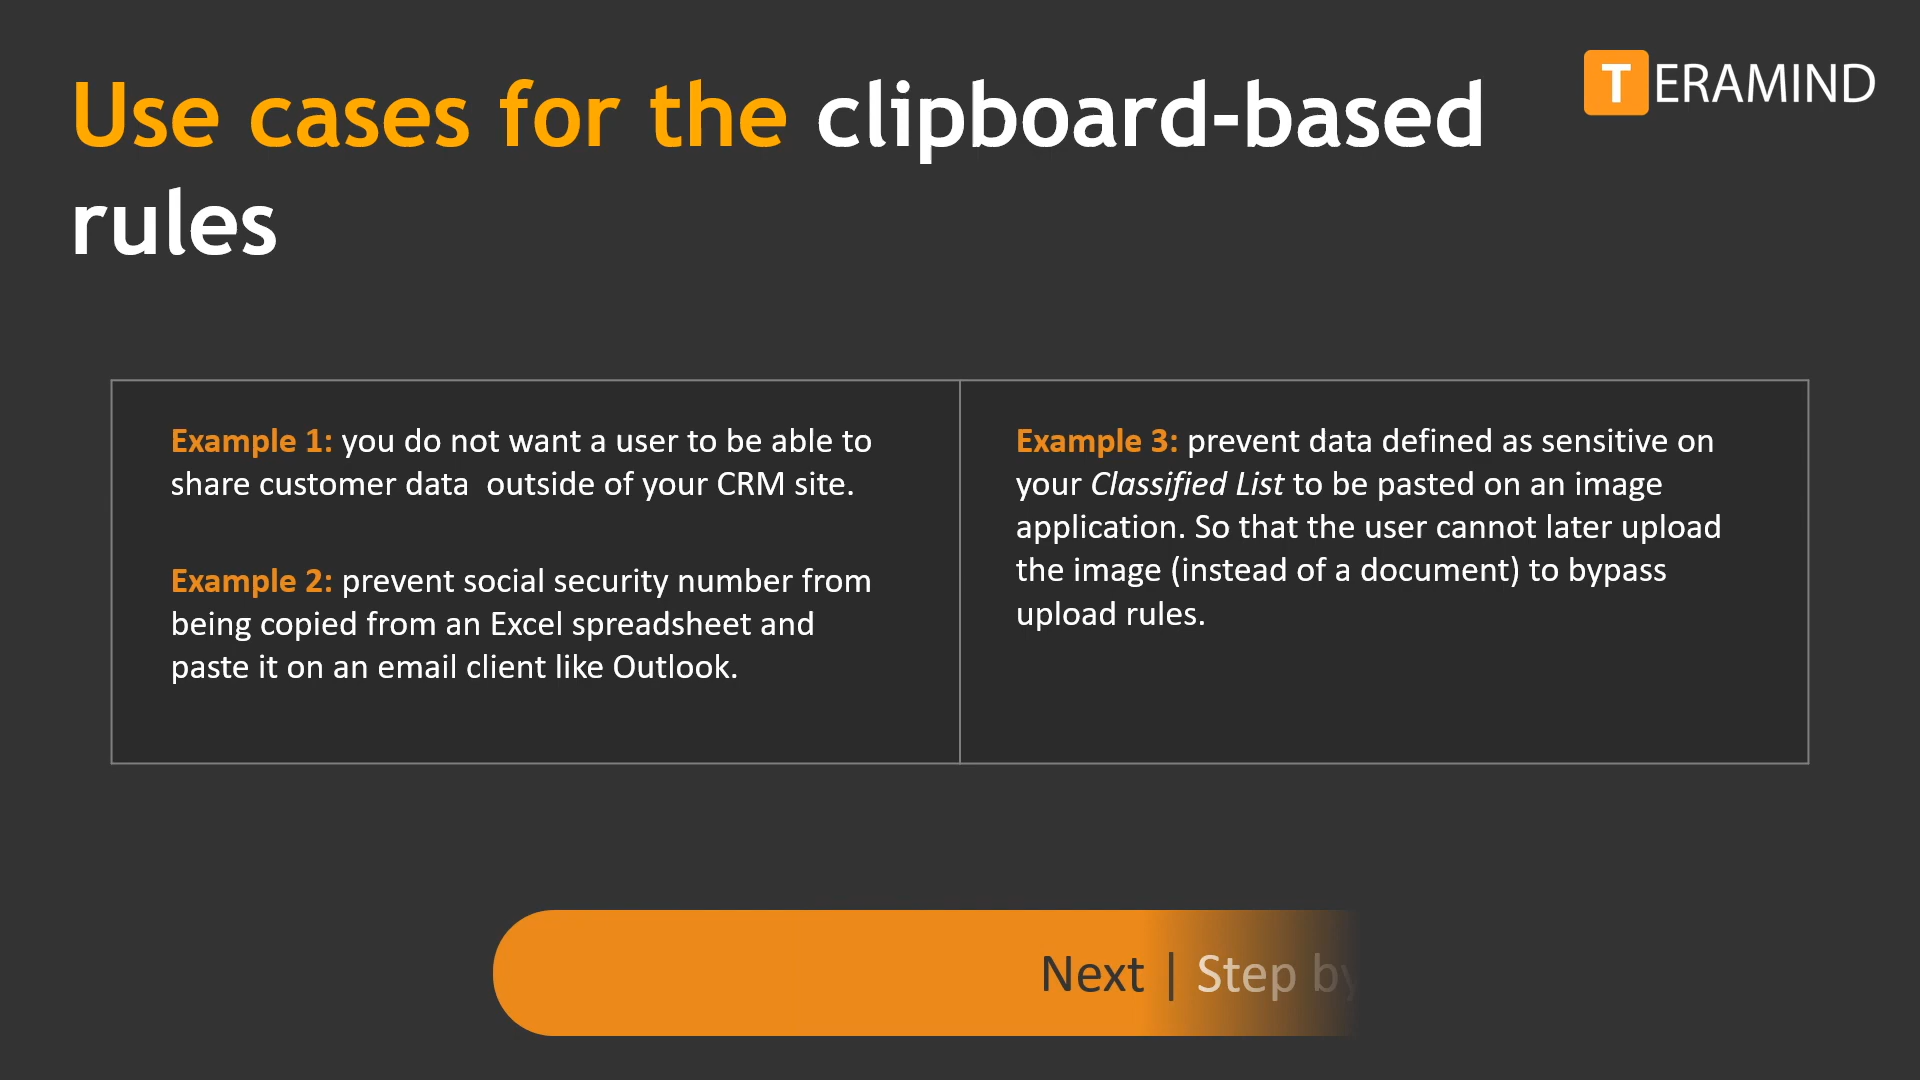 Use cases for the clipboard-based
rules
TERAMIND
Example 1: you do not want a user to be able to
share customer data  outside of your CRM site.
Example 2: prevent social security number from
being copied from an Excel spreadsheet and
paste it on an email client like Outlook.
Example 3: prevent data defined as sensitive on
your Classified List to be pasted on an image
application. So that the user cannot later upload
the image (instead of a document) to bypass
upload rules.
Next | Step by